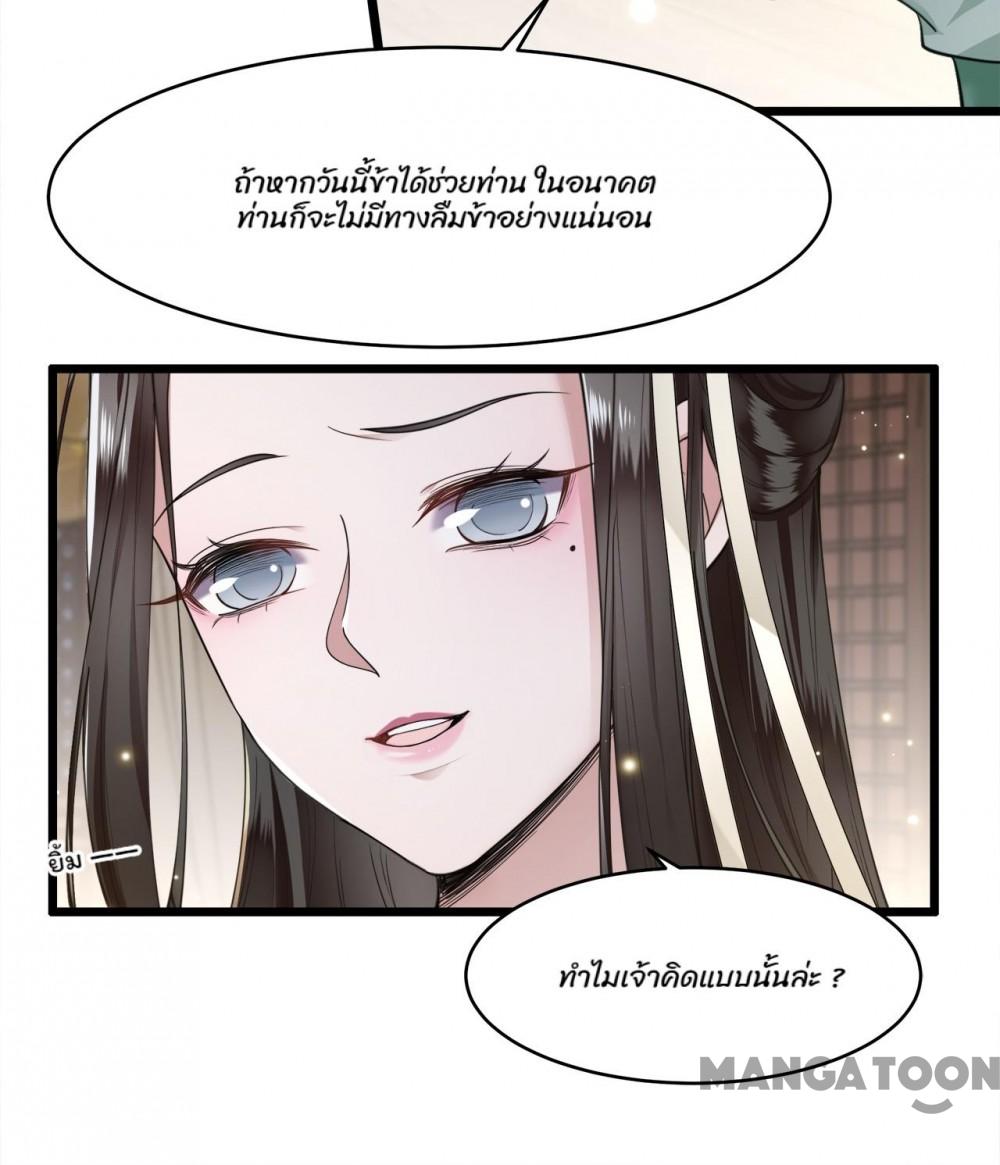 ถ้าหากวันนี้ข้าได้ช่วยท่าน ในอนาคต
ท่านก็จะไม่มีทางลืมข้าอย่างแน่นอน
ยิ้ม
ทำไมเจ้าคิดแบบนั้นล่ะ ?
MANGATOON